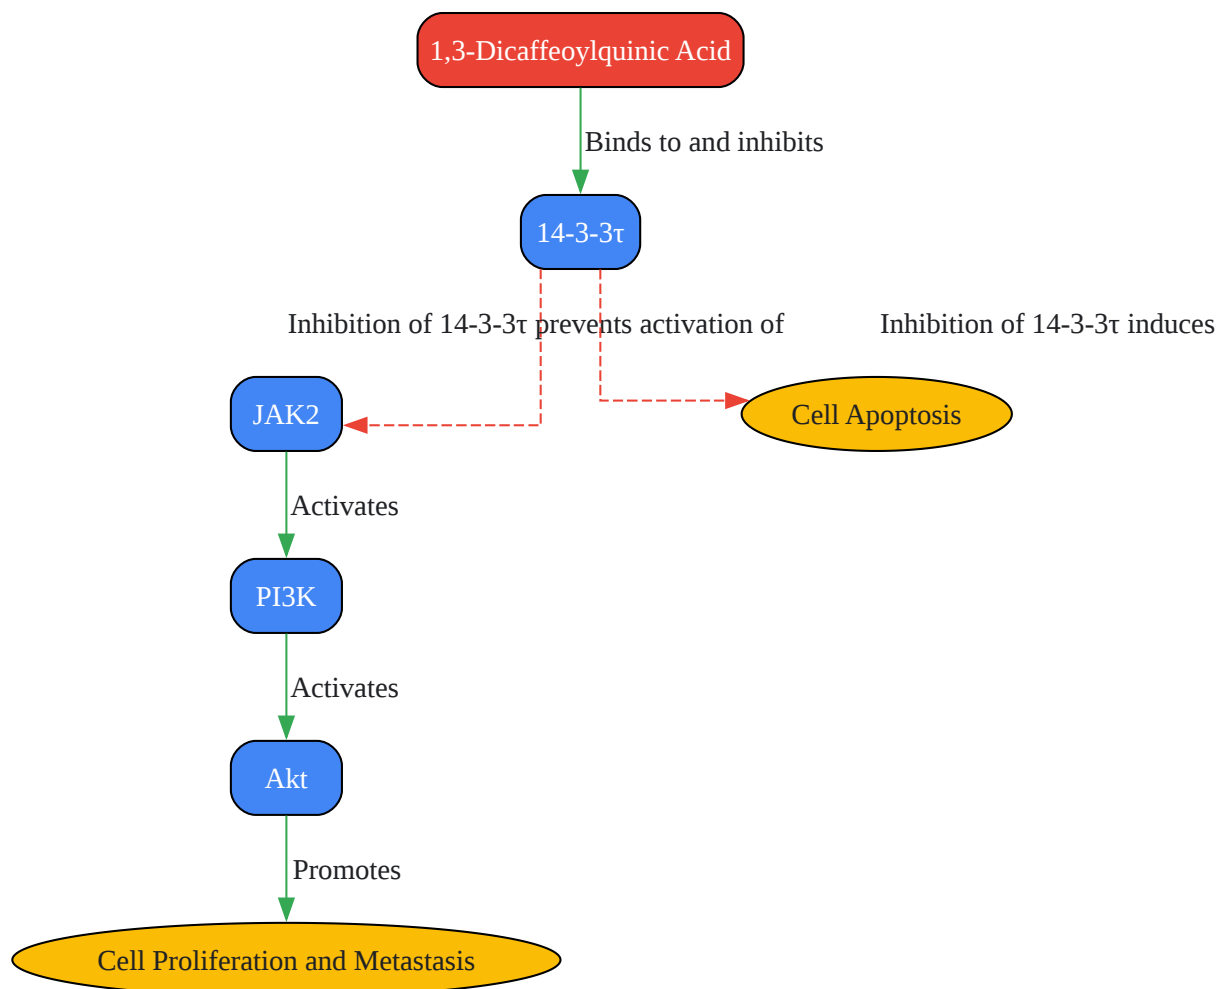 1,3-Dicaffeoylquinic Acid
Binds to and inhibits
14-3-3τ
Inhibition of 14-3-3τ prevents activation of
Inhibition of 14-3-3τ induces
JAK2
Cell Apoptosis
Activates
PI3K
Activates
Akt
Promotes
Cell Proliferation and Metastasis